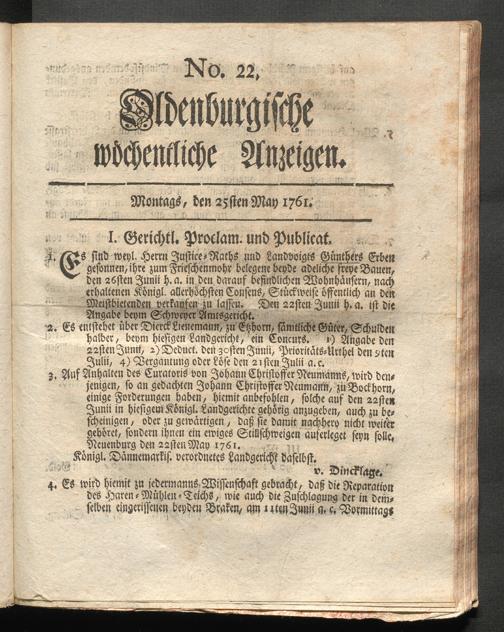 No. 22.
Oldenburgische
wöchentliche Anzeigen.
Montags, den 25sten May 1761.
I. Gerichtl. Proclam. und Publicat.
1. Es sind weyl. Herrn Justice-Raths und Landvoigts Günthers Erben
gesonnen, ihre zum Frieschenmohr belegene beyde adeliche freye Bauen,
den 26sten Junii h. a. in den darauf befindlichen Wohnhäusern, nach
erhaltenen Königl. allerhöchsten Consens, Stückweise öffentlich an den
Meistbietenden verkaufen zu lassen. Den 22sten Junii h. a. ist die
Angabe beym Schweyer Amtsgericht.
2. Es entstehet über Dierck Lienemann, zu Etzhorn, sämtliche Güter, Schulden
halber, beym hiesigen Landgericht, ein Concurs. 1) Angabe den
22sten Junii, 2) Deduct. den 30sten Junii, Prioritäts-Urthel den 9ten
Julii, 4) Vergantung oder Löse den 21sten Julii a. c.
3. Auf Anhalten des Curatoris von Johann Christoffer Neumanns, wird den-
jenigen, so an gedachten Johann Christoffer Neumann, zu Bockhorn,
einige Forderungen haben, hiemit anbefohlen, solche auf den 22sten
Junii in hiesigem Königl. Landgerichte gehörig anzugeben, auch zu be-
scheinigen, oder zu gewärtigen, daß sie damit nachhero nicht weiter
gehöret, sondern ihnen ein ewiges Stillschweigen auferleget seyn solle.
Neuenburg den 22sten May 1761.
Königl. Dännemarkis. verordnetes Landgericht daselbst.
v. Dincklage.
4. Es wird hiemit zu jedermanns Wissenschaft gebracht, daß die Reparation
des Haren-Mühlen-Teichs, wie auch die Zuschlagung der in dem-
selben eingerissenen beyden Braken, am 11ten Junii a. c. Vormittags